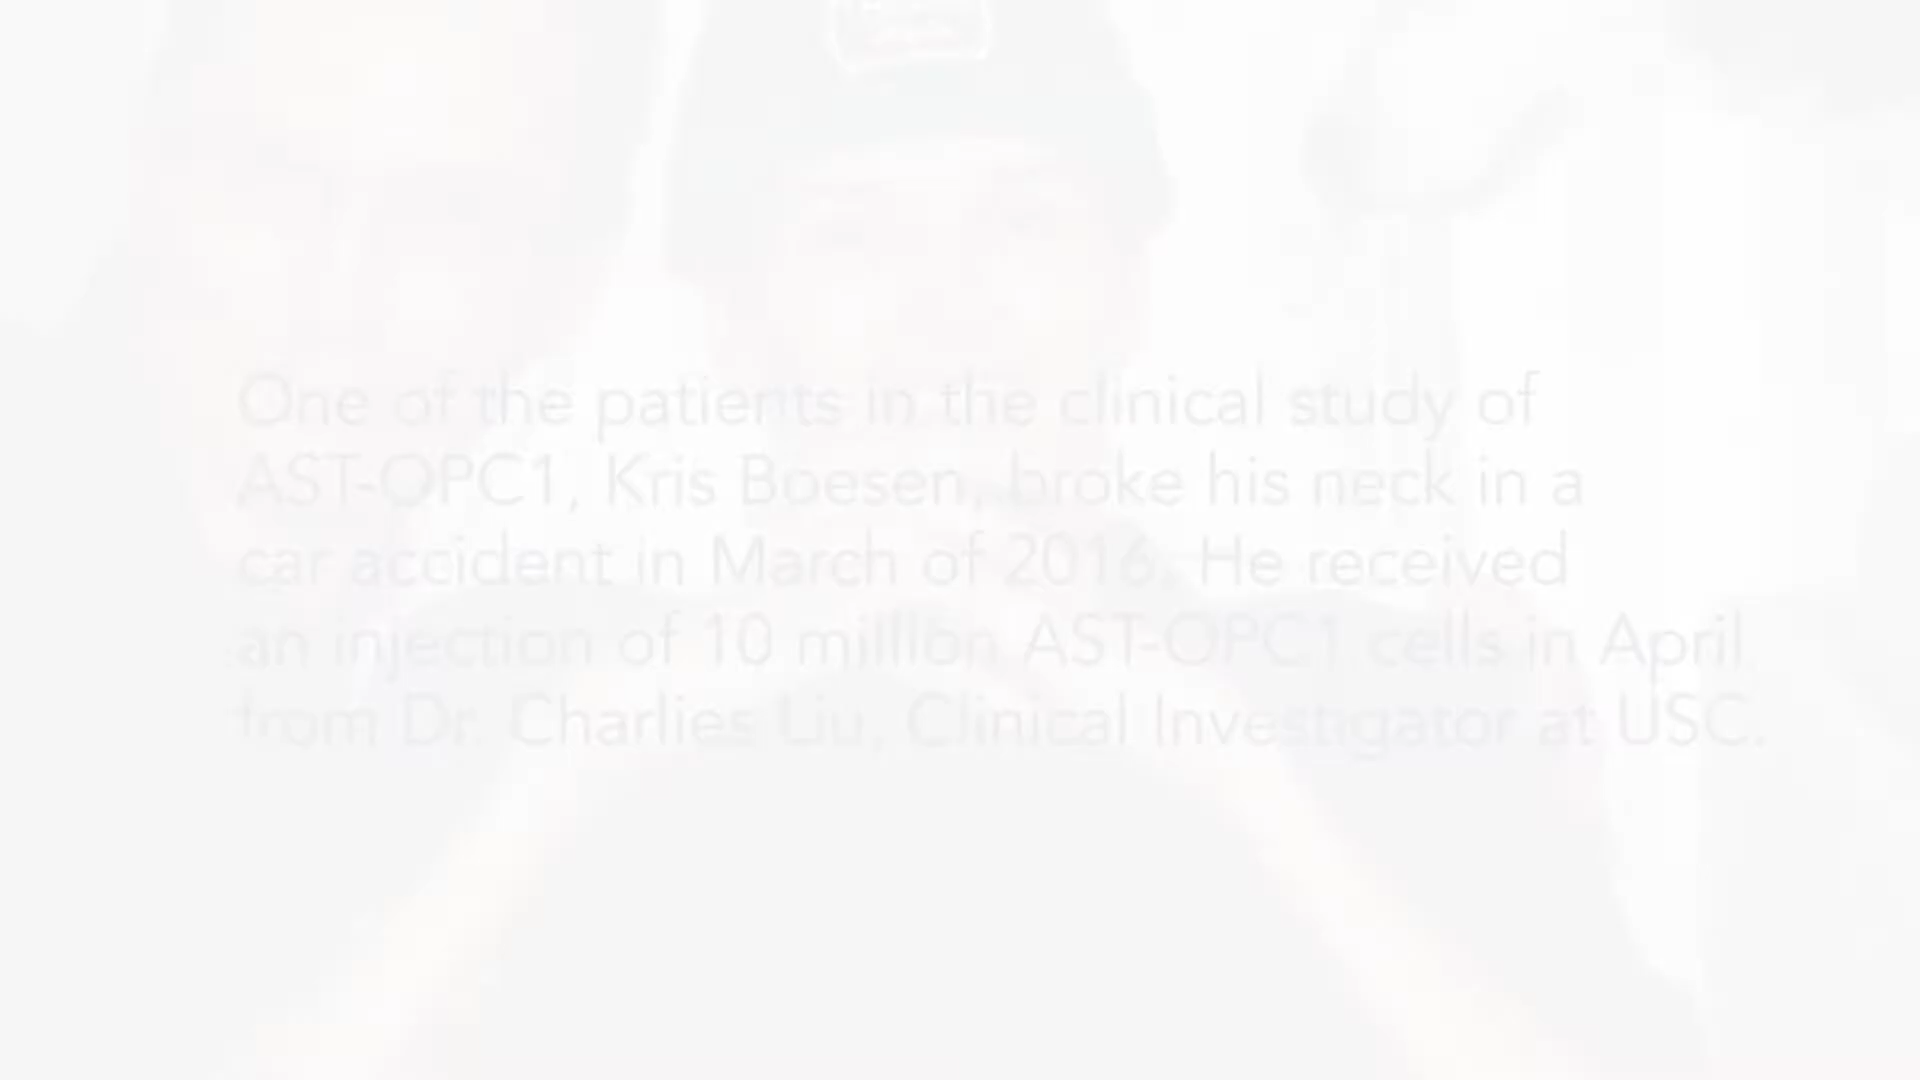 One of the patients in the clinical study of
AST-OPC1, Kris Boesen, broke his neck in a
car accident in March of 2016. He received
an injection of 10 million AST-OPC1 cells in April
from Dr. Charlies Liu, Clinical Investigator at USC.